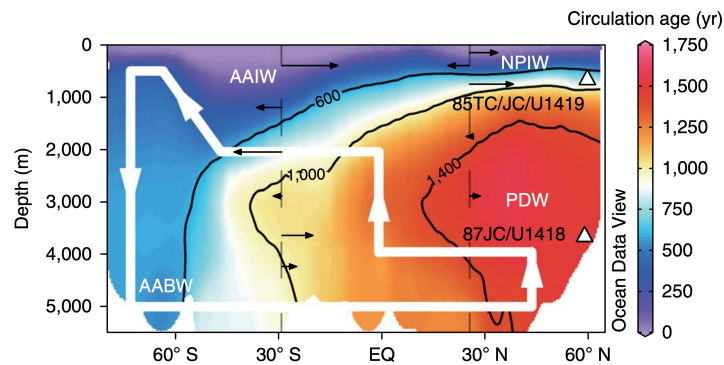 Circulation age (yr)
0
1,000
2,000
3,000
4,000
5,000
Depth (m)
AAIW
NPIW
600
85TC/JC/U1419
1,000
1,400
PDW
87JC/U1418
AABW
60° S
30° S
EQ
30° N
60° N
Ocean Data View
1,750
1,500
1,250
1,000
750
500
250
0